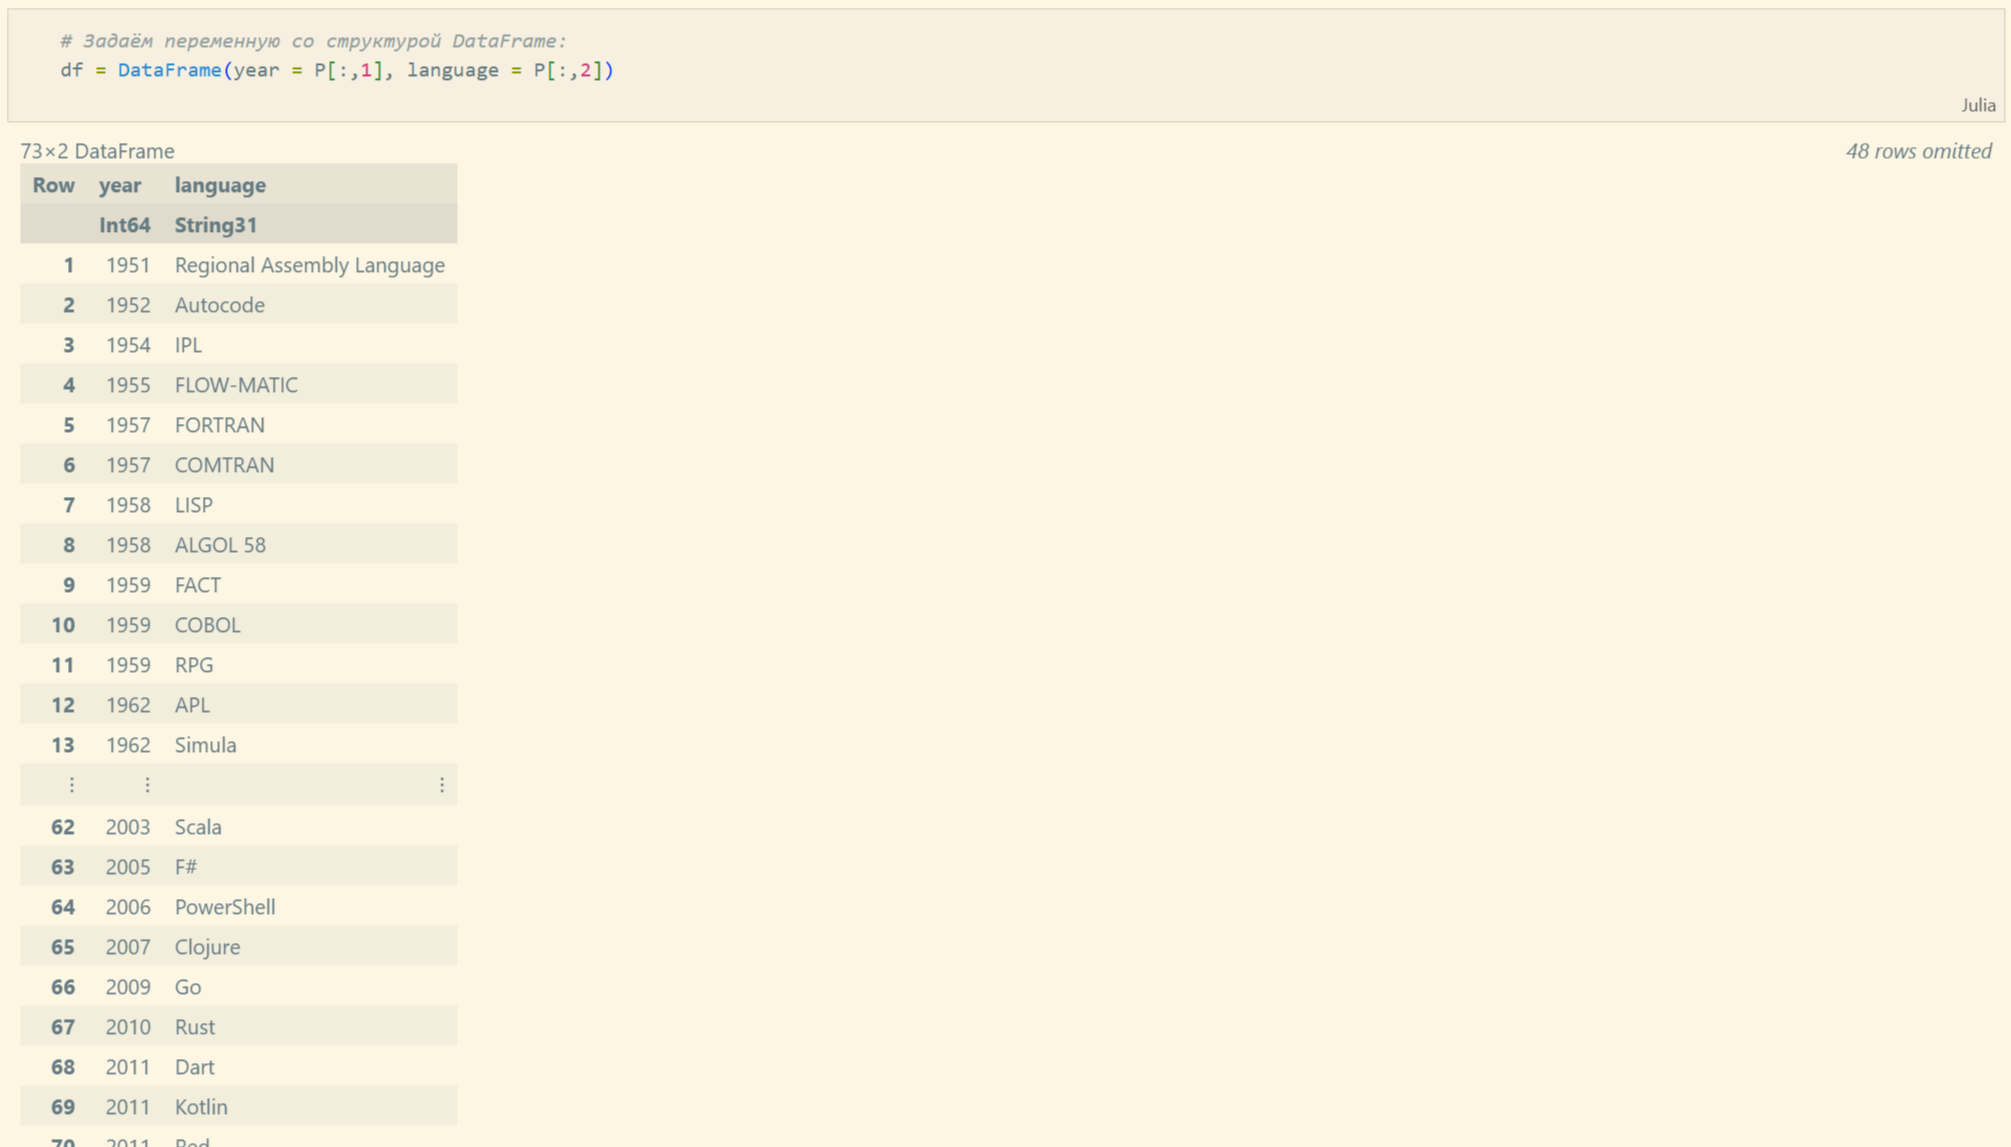 # Задаём переменную со структурой DataFrame:
df = DataFrame(year = P[:,1], language = P[:,2])
Julia
73×2 DataFrame 48 rows omitted
Row year language
Int64 String31
1 1951 Regional Assembly Language
2 1952 Autocode
3 1954 IPL
4 1955 FLOW-MATIC
5 1957 FORTRAN
6 1957 COMTRAN
7 1958 LISP
8 1958 ALGOL 58
9 1959 FACT
10 1959 COBOL
11 1959 RPG
12 1962 APL
13 1962 Simula
⋮ ⋮ ⋮
62 2003 Scala
63 2005 F#
64 2006 PowerShell
65 2007 Clojure
66 2009 Go
67 2010 Rust
68 2011 Dart
69 2011 Kotlin
70 2011 Red